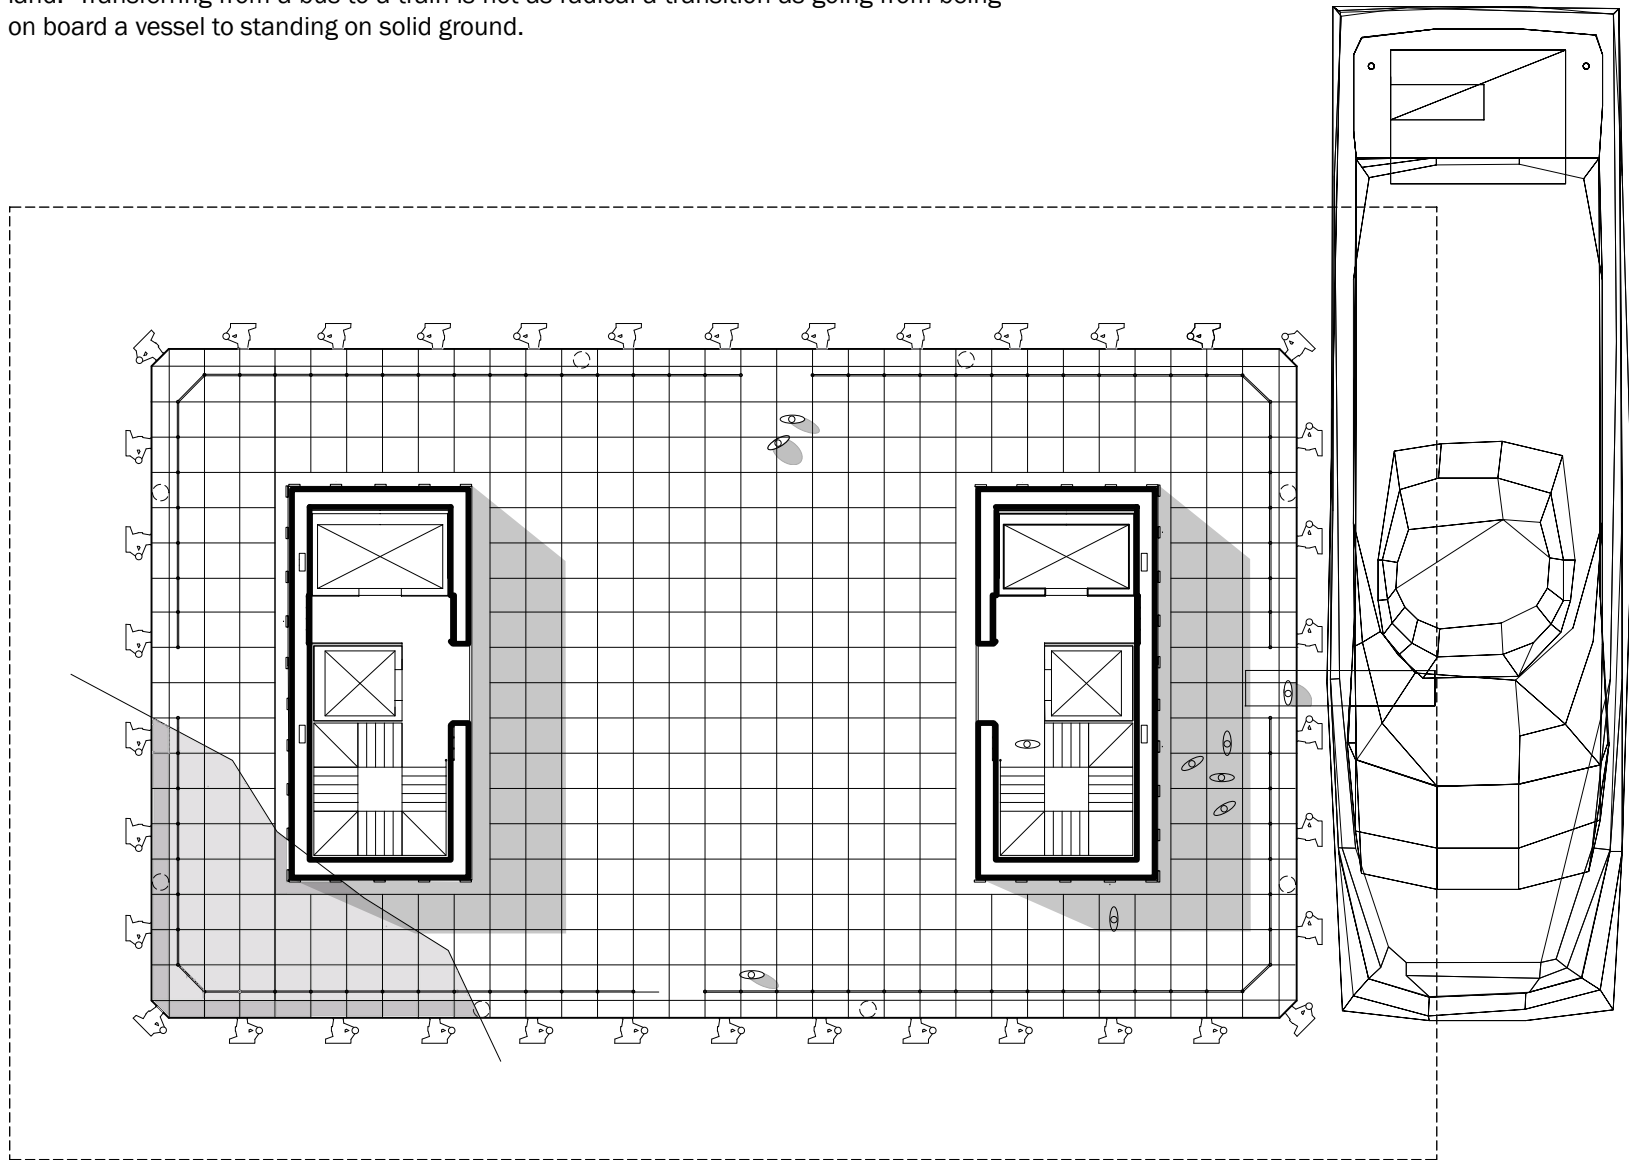 land. Transferring from a bus to a train is not as radical a transition as going from being
on board a vessel to standing on solid ground.